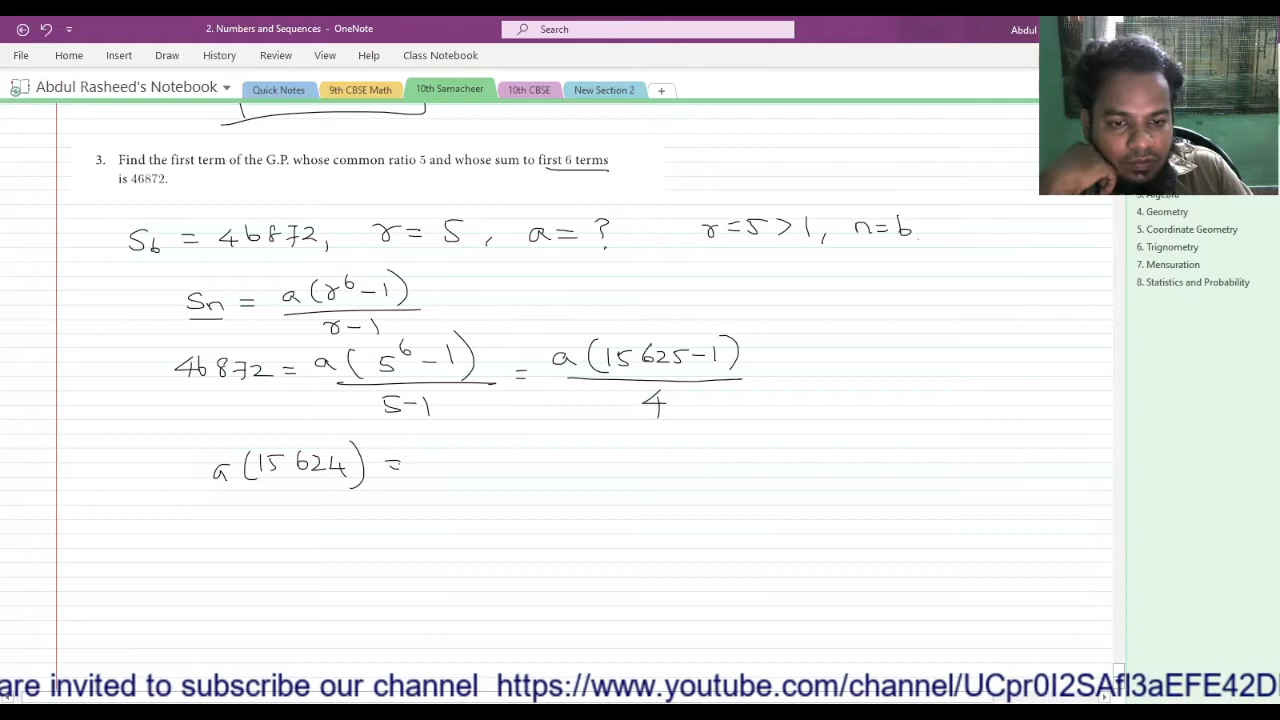 2. Numbers and Sequences - OneNote
Search
Abdul
File Home Insert Draw History Review View Help Class Notebook
Abdul Rasheed's Notebook
Quick Notes 9th CBSE Math 10th Samacheer 10th CBSE New Section 2 +
3. Find the first term of the G.P. whose common ratio 5 and whose sum to first 6 terms
is 46872.
S₆ = 46872, r = 5, a = ? r = 5 > 1, n = 6.
Sn = a(r⁶-1)/r-1
46872 = a(5⁶-1)/5-1 = a(15625-1)/4
a(15624) =
4. Geometry
5. Coordinate Geometry
6. Trignometry
7. Mensuration
8. Statistics and Probability
are invited to subscribe our channel https://www.youtube.com/channel/UCpr0I2SAfl3aEFE42D